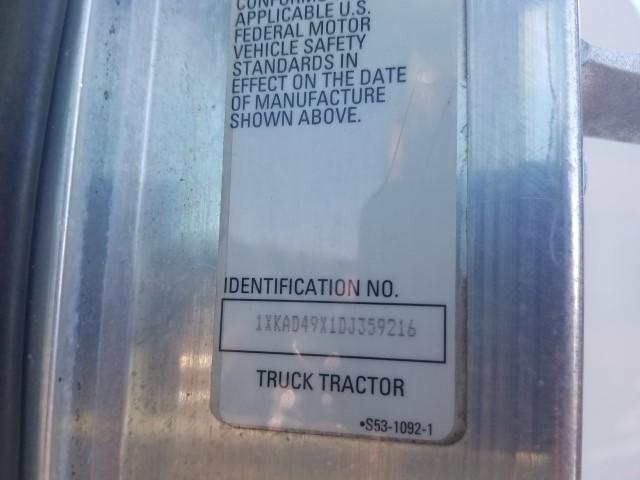 CONFORMS
APPLICABLE U.S.
FEDERAL MOTOR
VEHICLE SAFETY
STANDARDS IN
EFFECT ON THE DATE
OF MANUFACTURE
SHOWN ABOVE.
IDENTIFICATION NO.
1XKAD49X1DJ359216
TRUCK TRACTOR
•S53-1092-1